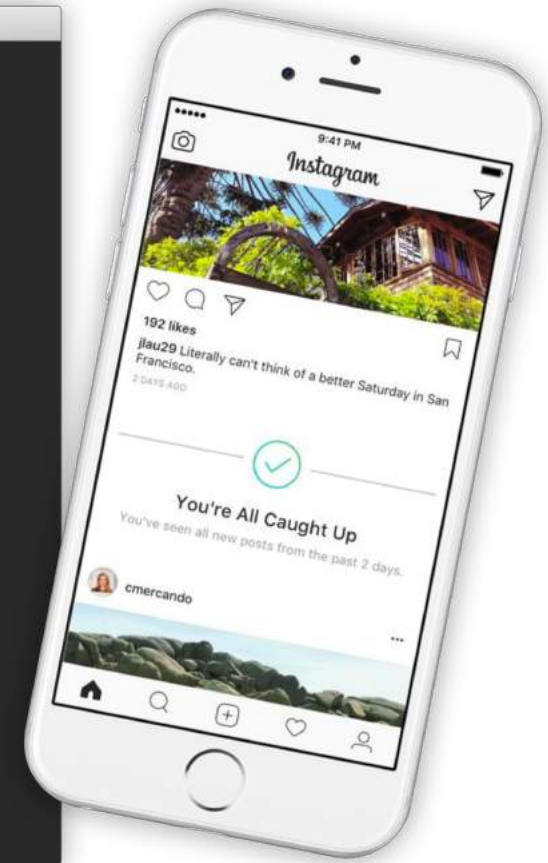 9:41 PM
Instagram
192 likes
jlau29 Literally can't think of a better Saturday in San
Francisco.
2 DAYS AGO
You're All Caught Up
You've seen all new posts from the past 2 days.
cmercando